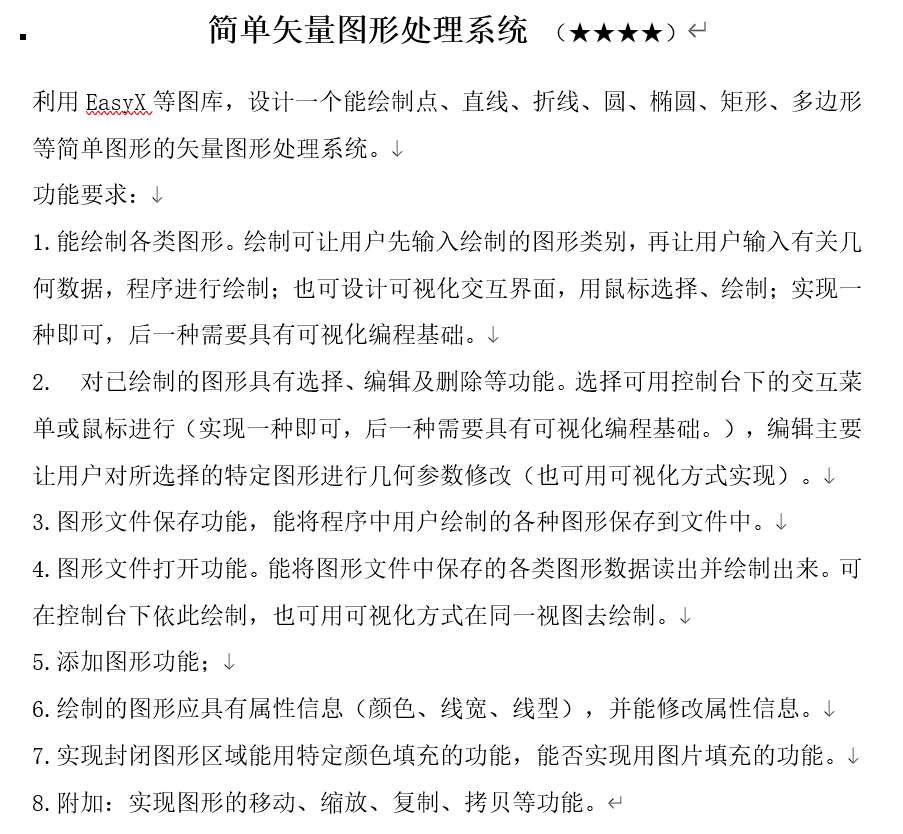 简单矢量图形处理系统 （★★★★）
利用 EasyX 等图库，设计一个能绘制点、直线、折线、圆、椭圆、矩形、多边形
等简单图形的矢量图形处理系统。
功能要求：
1.能绘制各类图形。绘制可让用户先输入绘制的图形类别，再让用户输入有关几
何数据，程序进行绘制；也可设计可视化交互界面，用鼠标选择、绘制；实现一
种即可，后一种需要具有可视化编程基础。
2. 对已绘制的图形具有选择、编辑及删除等功能。选择可用控制台下的交互菜
单或鼠标进行（实现一种即可，后一种需要具有可视化编程基础。），编辑主要
让用户对所选择的特定图形进行几何参数修改（也可用可视化方式实现）。
3.图形文件保存功能，能将程序中用户绘制的各种图形保存到文件中。
4.图形文件打开功能。能将图形文件中保存的各类图形数据读出并绘制出来。可
在控制台下依此绘制，也可用可视化方式在同一视图去绘制。
5.添加图形功能；
6.绘制的图形应具有属性信息（颜色、线宽、线型），并能修改属性信息。
7.实现封闭图形区域能用特定颜色填充的功能，能否实现用图片填充的功能。
8.附加：实现图形的移动、缩放、复制、拷贝等功能。